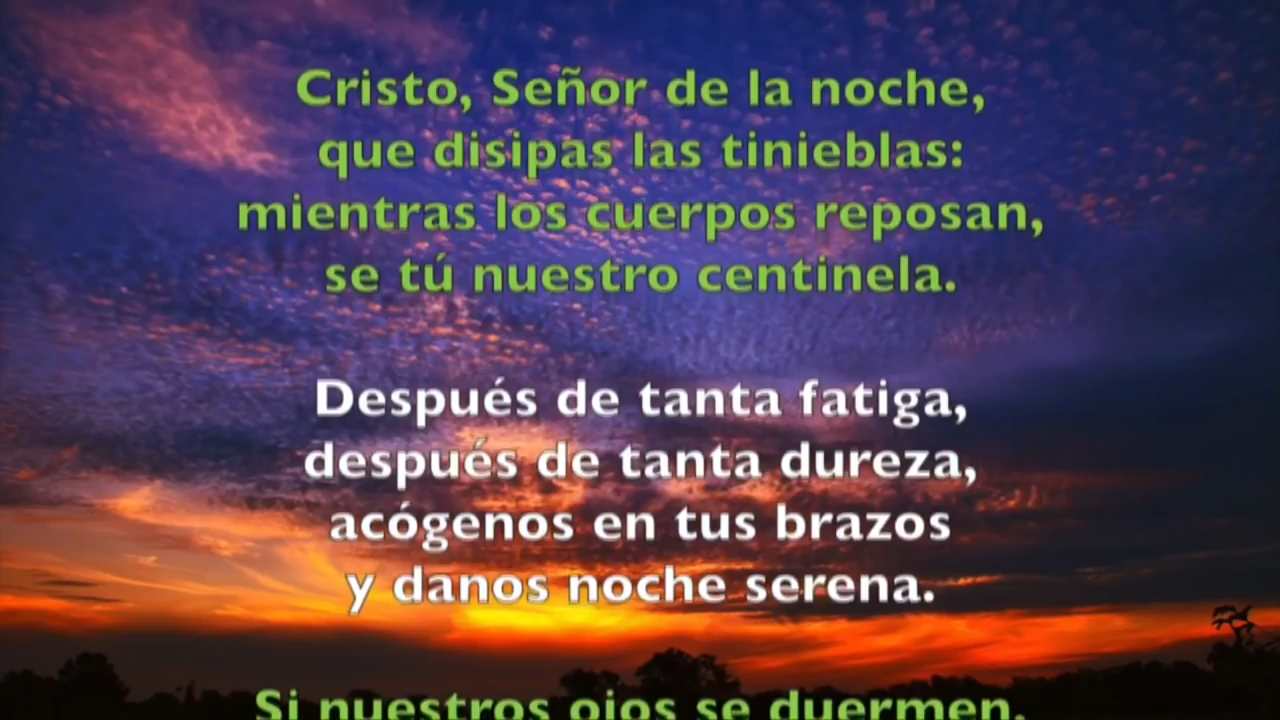 Cristo, Señor de la noche,
que disipas las tinieblas:
mientras los cuerpos reposan,
se tú nuestro centinela.
Después de tanta fatiga,
después de tanta dureza,
acógenos en tus brazos
y danos noche serena.
Si nuestros ojos se duermen,